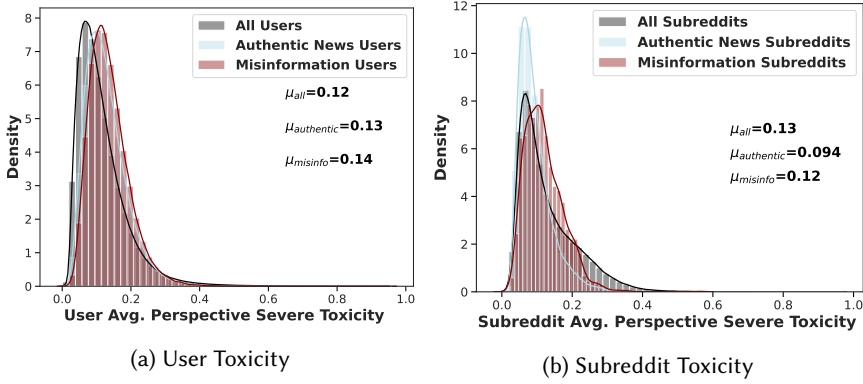 8
7
6
5
4
3
2
1
0
Density
All Users
Authentic News Users
Misinformation Users
μall=0.12
μauthentic=0.13
μmisinfo=0.14
0.0 0.2 0.4 0.6 0.8 1.0
User Avg. Perspective Severe Toxicity
(a) User Toxicity
12
10
8
6
4
2
0
Density
All Subreddits
Authentic News Subreddits
Misinformation Subreddits
μall=0.13
μauthentic=0.094
μmisinfo=0.12
0.0 0.2 0.4 0.6 0.8 1.0
Subreddit Avg. Perspective Severe Toxicity
(b) Subreddit Toxicity